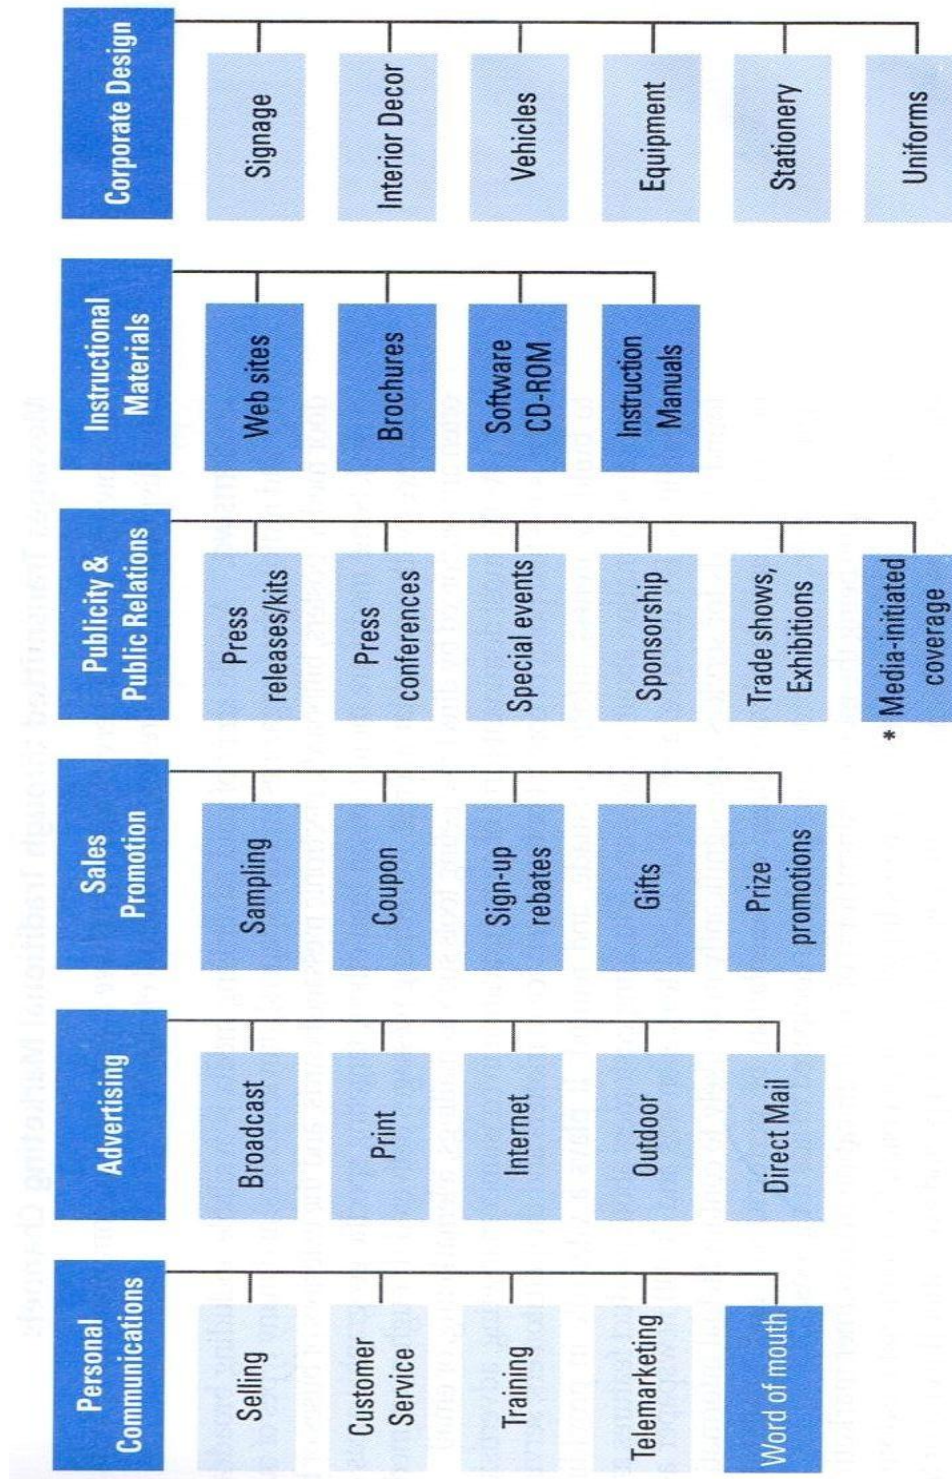 Personal
Communications
Selling
Customer
Service
Training
Telemarketing
Word of mouth
Advertising
Broadcast
Print
Internet
Outdoor
Direct Mail
Sales
Promotion
Sampling
Coupon
Sign-up
rebates
Gifts
Prize
promotions
Publicity &
Public Relations
Press
releases/kits
Press
conferences
Special events
Sponsorship
Trade shows,
Exhibitions
* Media-initiated
coverage
Instructional
Materials
Web sites
Brochures
Software
CD-ROM
Instruction
Manuals
Corporate Design
Signage
Interior Decor
Vehicles
Equipment
Stationery
Uniforms